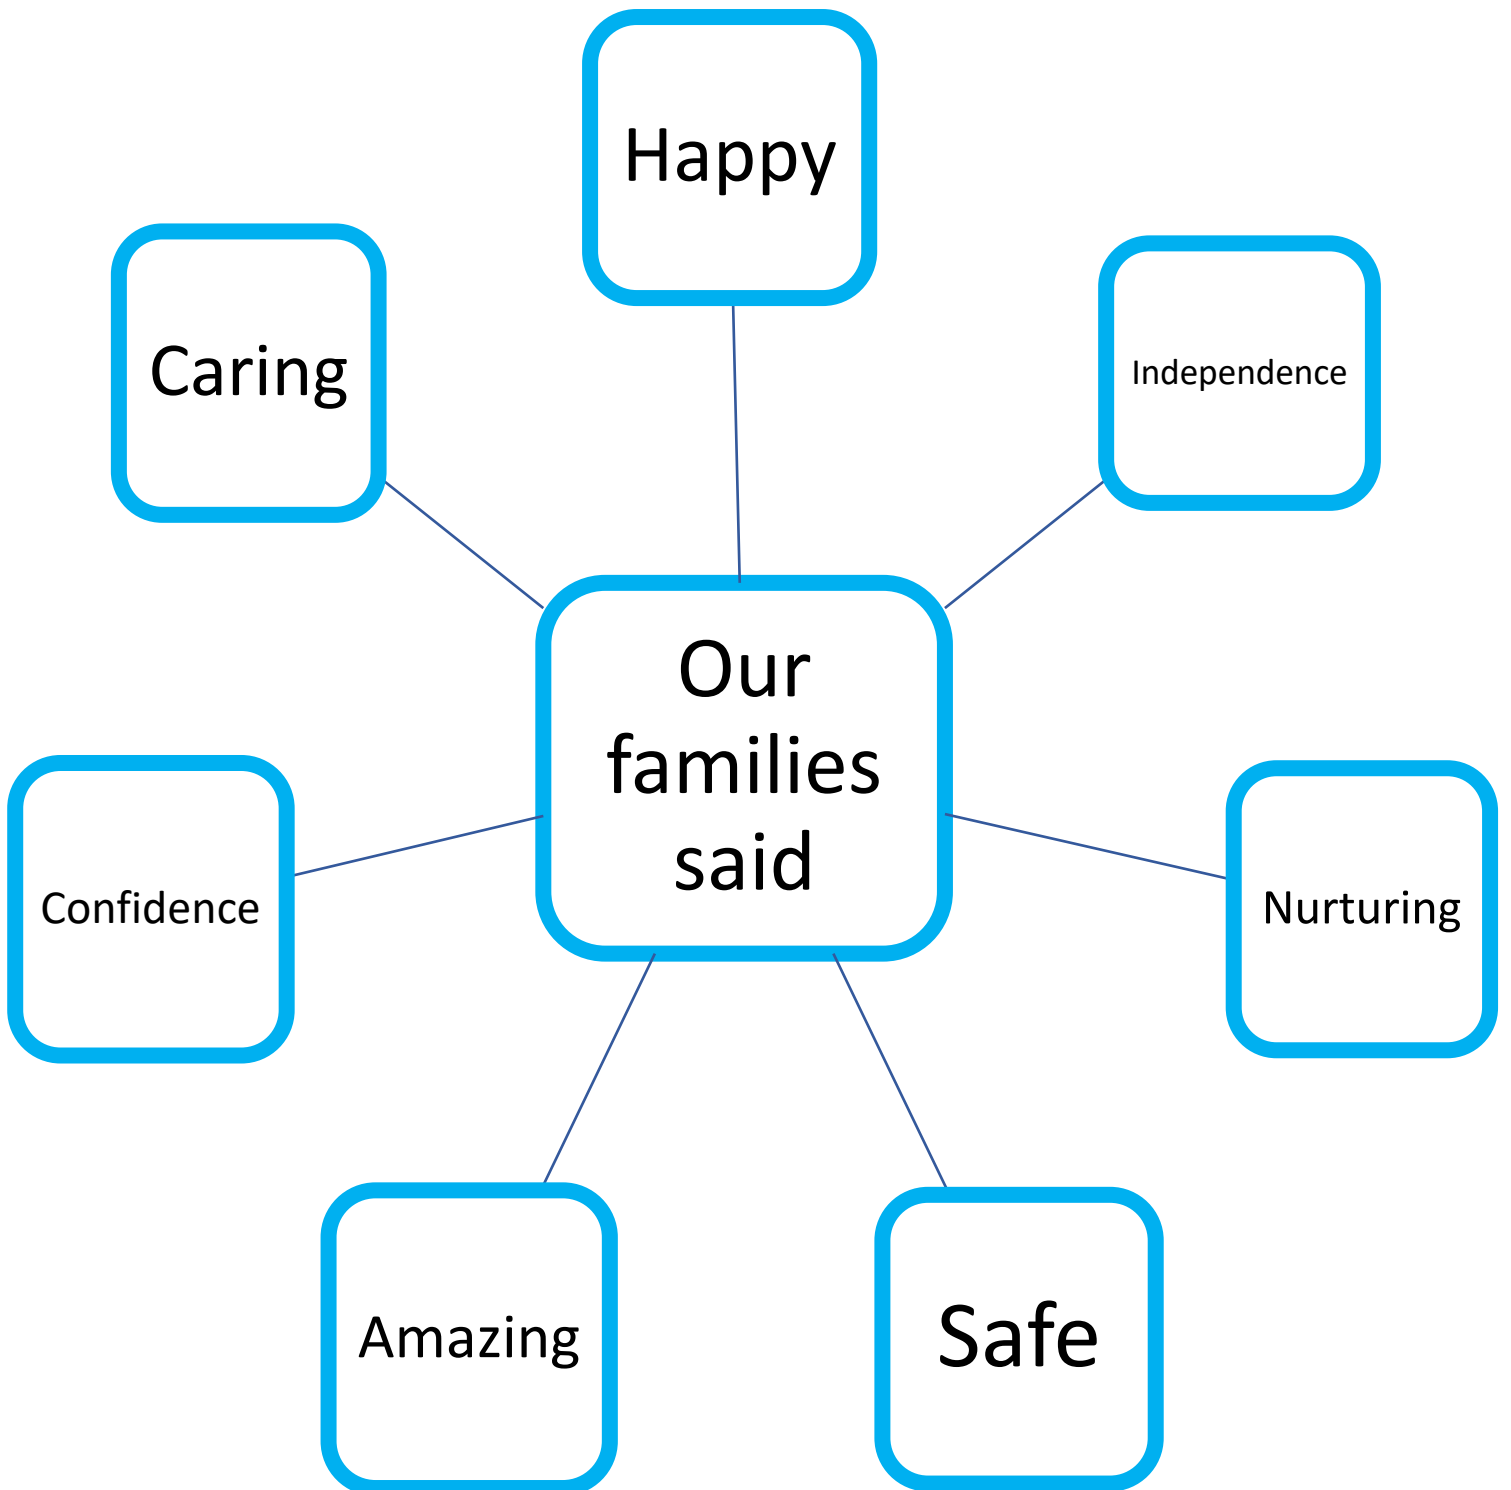 Happy
Caring
Independence
Our
families
said
Confidence
Nurturing
Amazing
Safe